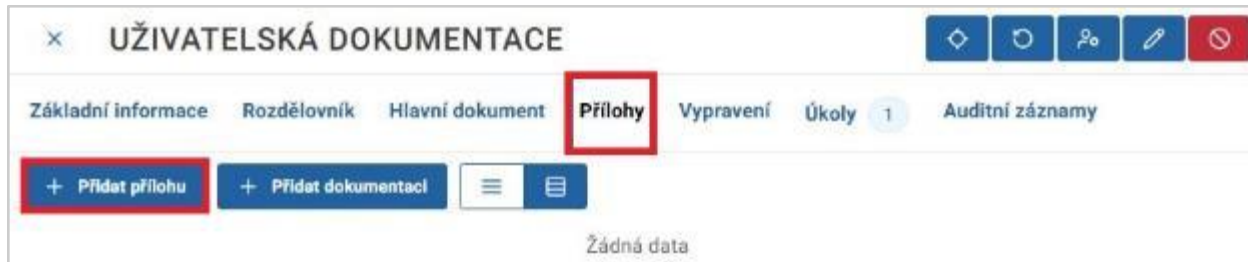 UŽIVATELSKÁ DOKUMENTACE
Základní informace Rozdělovník Hlavní dokument Přílohy Vypravení Úkoly 1 Auditní záznamy
+ Přidat přílohu + Přidat dokumentaci
Žádná data